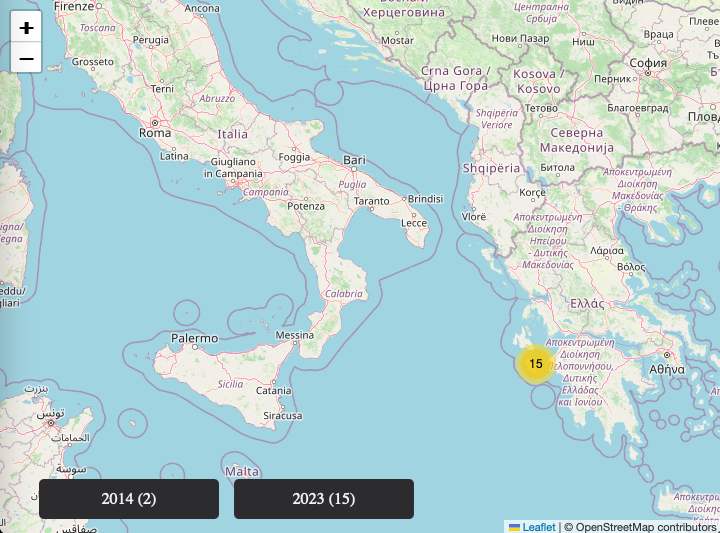 +
−
Firenze
Ancona
Toscana
Perugia
Grosseto
Terni
Abruzzo
Roma
Italia
Latina
Giugliano
in Campania
Foggia
Bari
Campania
Puglia
Potenza
Taranto
Brindisi
Lecce
Calabria
Palermo
Messina
Sicilia
Catania
Siracusa
Malta
بنزرت
تونس
الحمامات
سوسة
صفاقس
Херцеговина
Mostar
Централна
Србија
Нови Пазар
Ниш
Враца
София
Перник
Crna Gora /
Црна Гора
Kosova /
Kosovo
Тетово
Благоевград
Shqipëria
Veriore
Северна
Македонија
Битола
Shqipëria
Korçë
Vlorë
Αποκεντρωμένη
Διοίκηση
Μακεδονίας
- Θράκης
Αποκεντρωμένη
Διοίκηση
Ηπείρου
- Δυτικής
Μακεδονίας
Λάρισα
Βόλος
Ελλάς
Αποκεντρωμένη
Διοίκηση
Πελοποννήσου,
Δυτικής
Ελλάδας
και Ιονίου
Αθήνα
15
2014 (2)
2023 (15)
Leaflet | © OpenStreetMap contributors